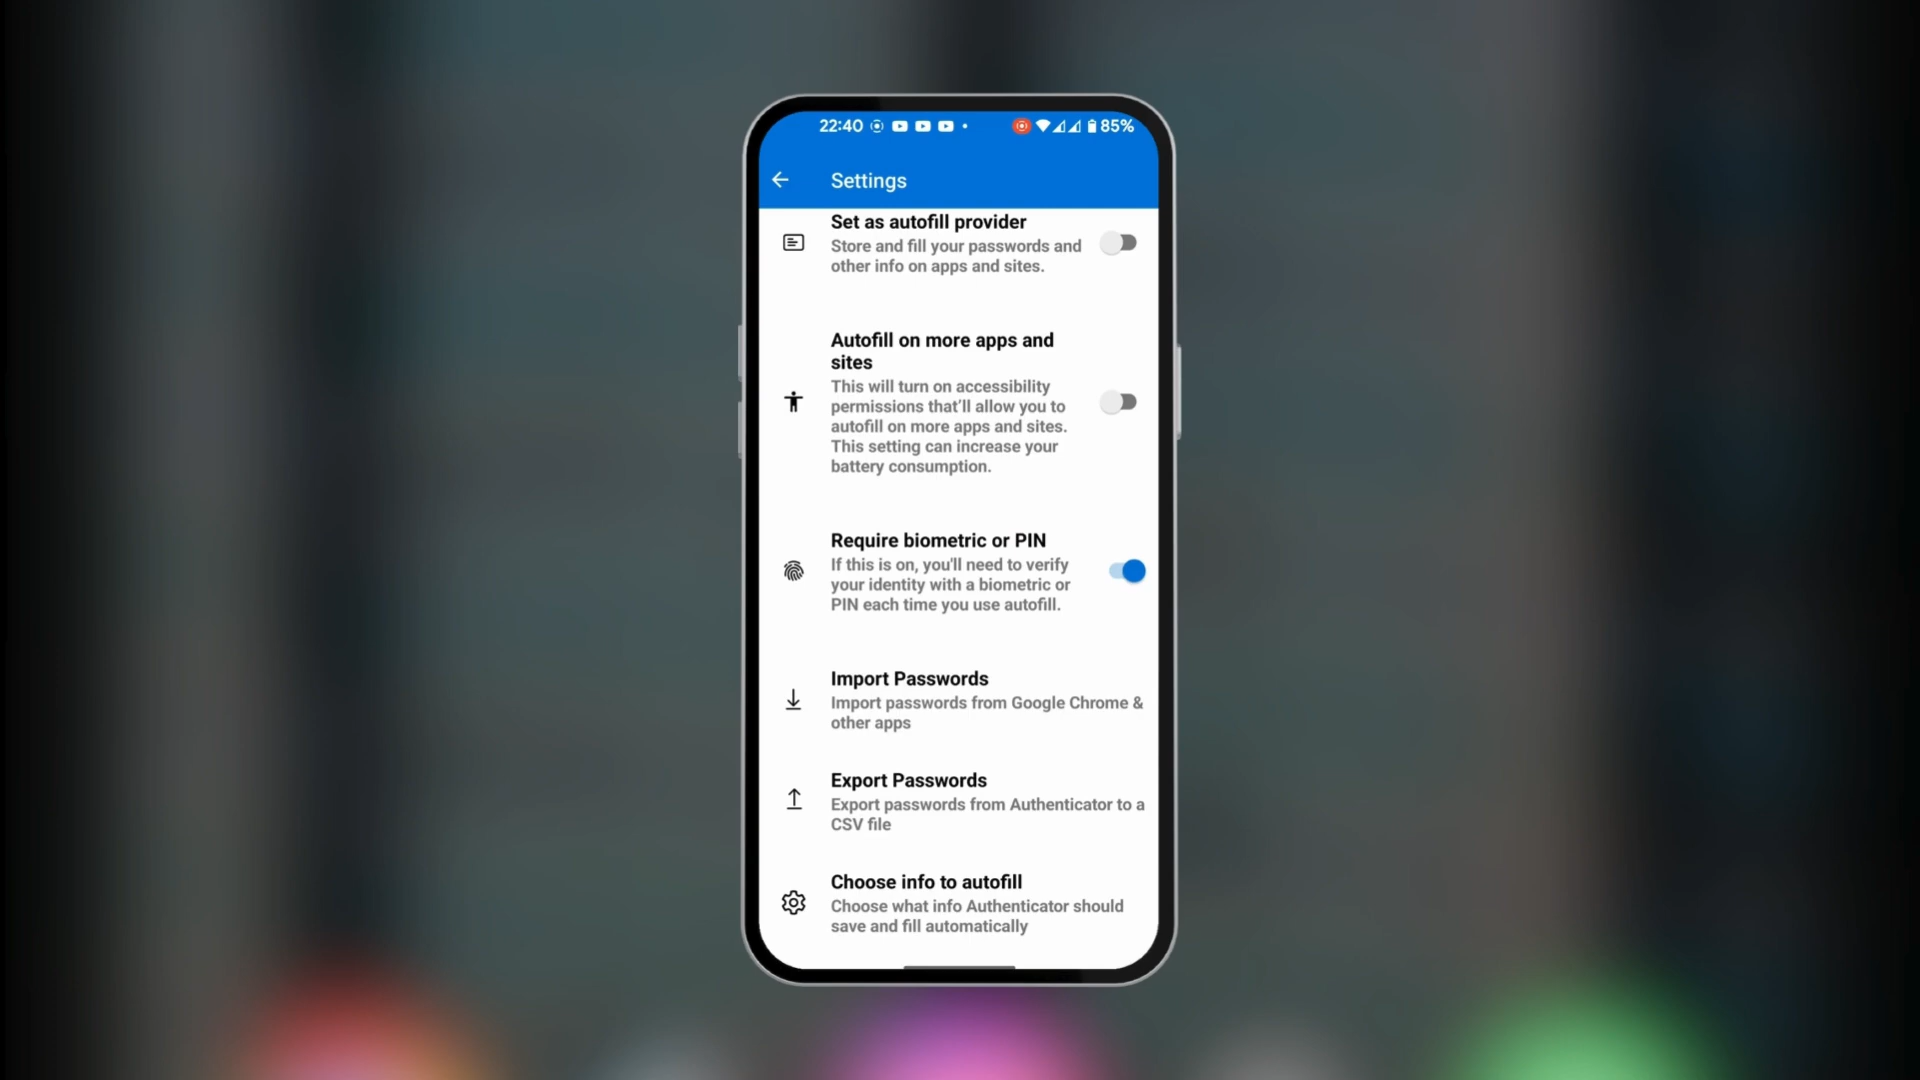 22:40
85%
Settings
Set as autofill provider
Store and fill your passwords and
other info on apps and sites.
Autofill on more apps and
sites
This will turn on accessibility
permissions that'll allow you to
autofill on more apps and sites.
This setting can increase your
battery consumption.
Require biometric or PIN
If this is on, you'll need to verify
your identity with a biometric or
PIN each time you use autofill.
Import Passwords
Import passwords from Google Chrome &
other apps
Export Passwords
Export passwords from Authenticator to a
CSV file
Choose info to autofill
Choose what info Authenticator should
save and fill automatically